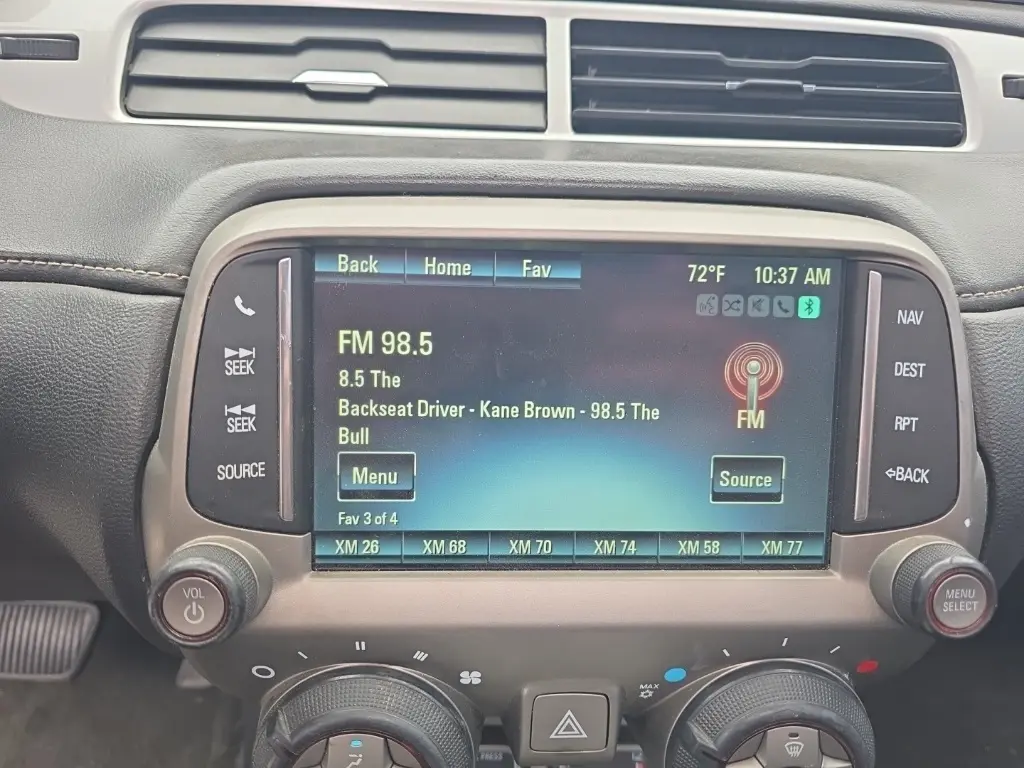 Back Home Fav 72°F 10:37 AM
FM 98.5
8.5 The
Backseat Driver - Kane Brown - 98.5 The
Bull
FM
Menu Source
Fav 3 of 4
XM 26 XM 68 XM 70 XM 74 XM 58 XM 77
SEEK
SEEK
SOURCE
NAV
DEST
RPT
BACK
VOL
MENU
SELECT
MAX